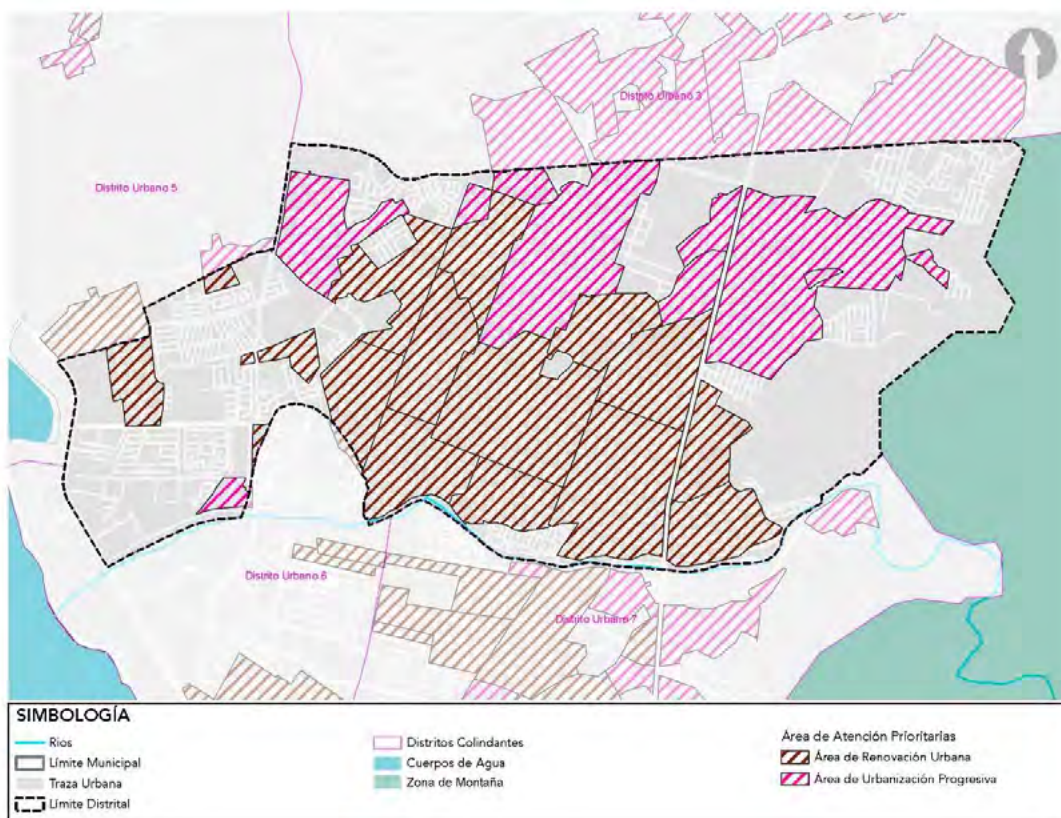 Distrito Urbano 3
Distrito Urbano 5
Distrito Urbano 6
Distrito Urbano 7
SIMBOLOGÍA
Rios
Límite Municipal
Traza Urbana
Límite Distrital
Distritos Colindantes
Cuerpos de Agua
Zona de Montaña
Área de Atención Prioritarias
Área de Renovación Urbana
Área de Urbanización Progresiva